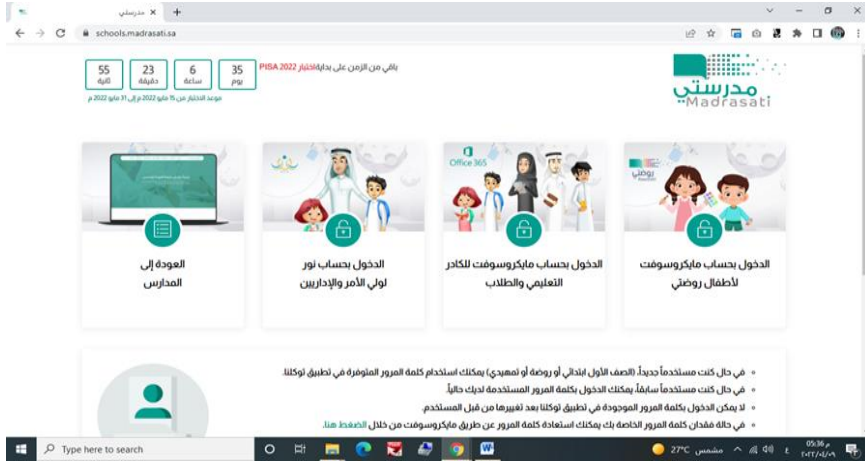 مدرستي
schools.madrasati.sa
باقي من الزمن على بداية اختبار PISA 2022
35 6 23 55
يوم ساعة دقيقة ثانية
موعد الاختبار من 15 مايو 2022 م إلى 31 مايو 2022 م
مدرستي
Madrasati
روضتي
Office 365
الدخول بحساب مايكروسوفت
لأطفال روضتي
الدخول بحساب مايكروسوفت للكادر
التعليمي والطلاب
الدخول بحساب نور
لولي الأمر والإداريين
العودة إلى
المدارس
في حال كنت مستخدماً جديداً، (الصف الأول ابتدائي أو روضة أو تمهيدي) يمكنك استخدام كلمة المرور المتوفرة في تطبيق توكلنا.
في حال كنت مستخدماً سابقاً، يمكنك الدخول بكلمة المرور المستخدمة لديك حالياً.
لا يمكن الدخول بكلمة المرور الموجودة في تطبيق توكلنا بعد تغييرها من قبل المستخدم.
في حالة فقدان كلمة المرور الخاصة بك يمكنك استعادة كلمة المرور عن طريق مايكروسوفت من خلال الضغط هنا.
Type here to search
27°C مشمس
05:36 م